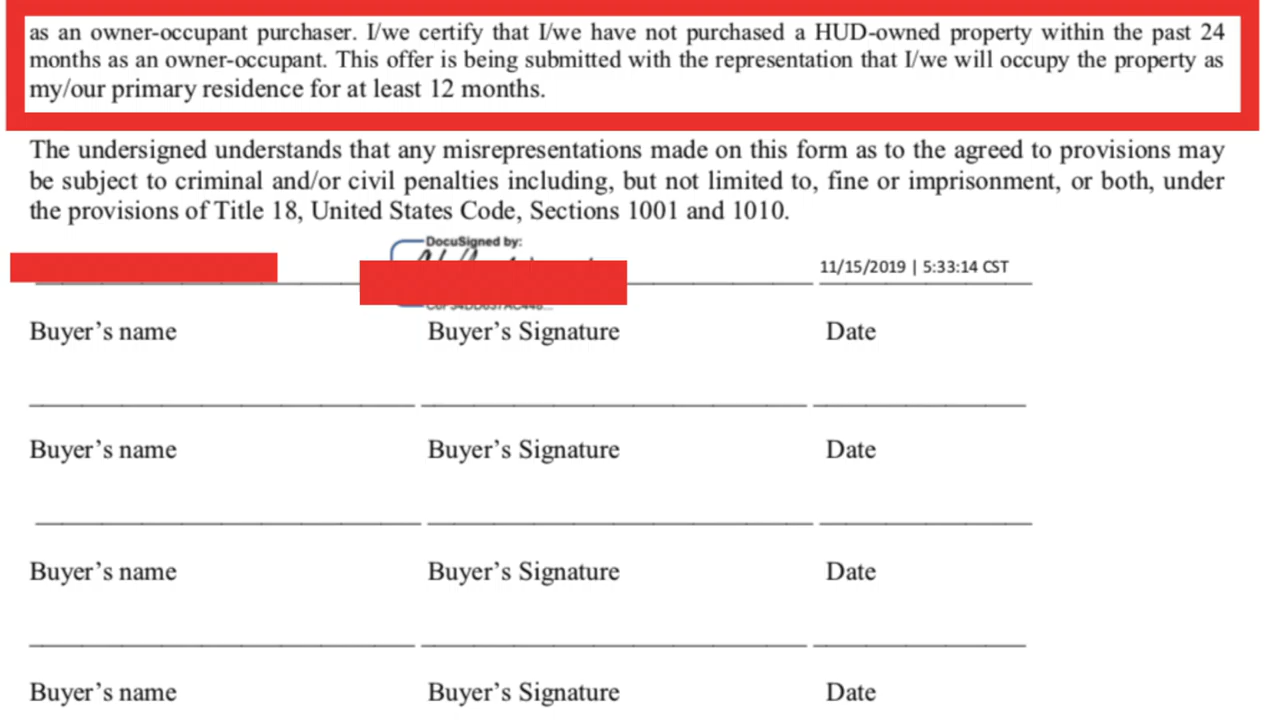 as an owner-occupant purchaser. I/we certify that I/we have not purchased a HUD-owned property within the past 24
months as an owner-occupant. This offer is being submitted with the representation that I/we will occupy the property as
my/our primary residence for at least 12 months.
The undersigned understands that any misrepresentations made on this form as to the agreed to provisions may
be subject to criminal and/or civil penalties including, but not limited to, fine or imprisonment, or both, under
the provisions of Title 18, United States Code, Sections 1001 and 1010.
DocuSigned by:
11/15/2019 | 5:33:14 CST
Buyer's name Buyer's Signature Date
Buyer's name Buyer's Signature Date
Buyer's name Buyer's Signature Date
Buyer's name Buyer's Signature Date